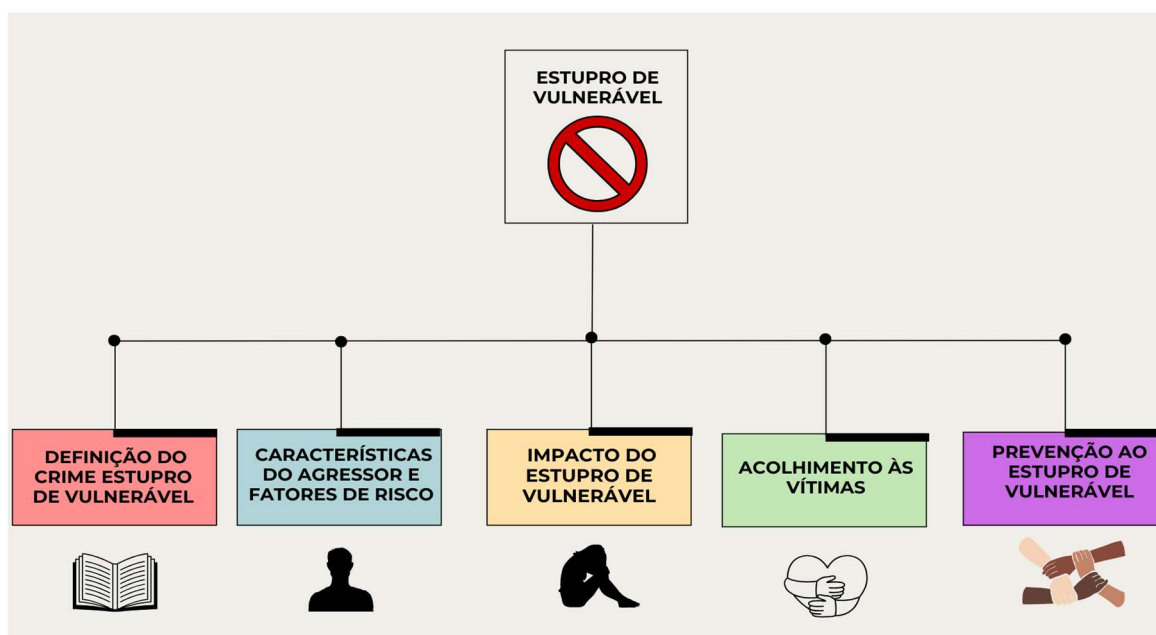 ESTUPRO DE
VULNERÁVEL
DEFINIÇÃO DO
CRIME ESTUPRO
DE VULNERÁVEL
CARACTERÍSTICAS
DO AGRESSOR E
FATORES DE RISCO
IMPACTO DO
ESTUPRO DE
VULNERÁVEL
ACOLHIMENTO ÀS
VÍTIMAS
PREVENÇÃO AO
ESTUPRO DE
VULNERÁVEL